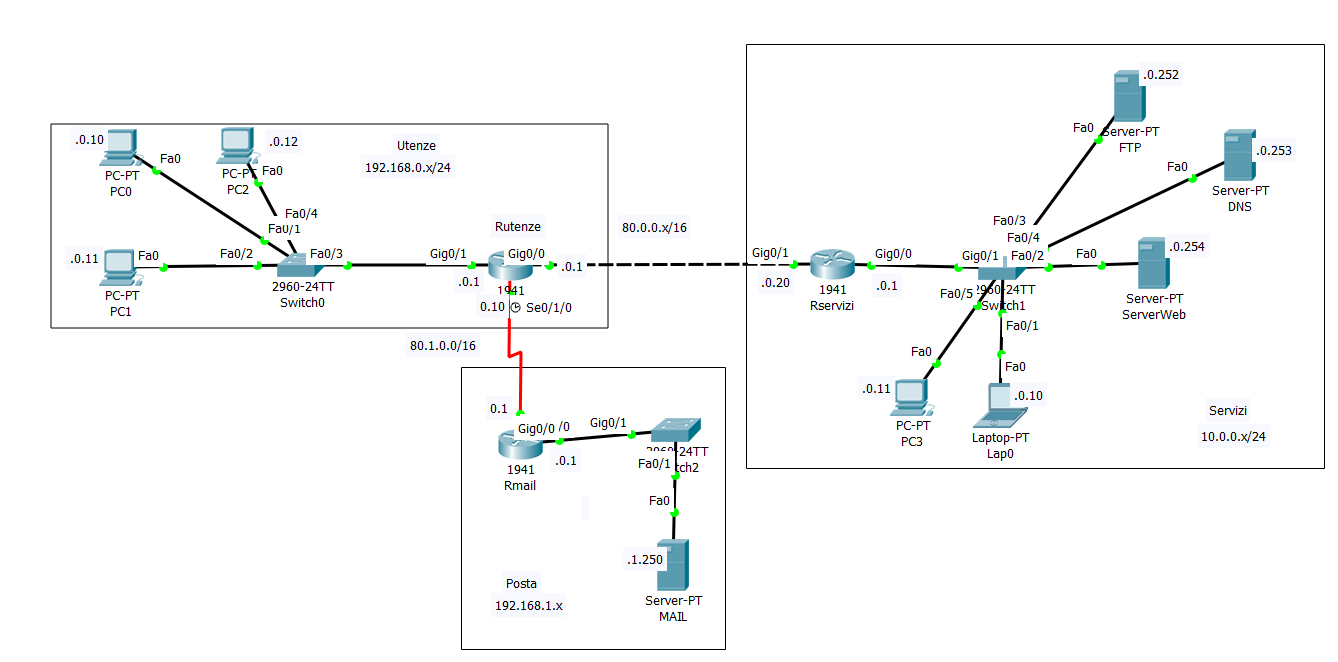 .0.10
Fa0
PC-PT
PC0
.0.12
Fa0
PC2
Utenze
192.168.0.x/24
Fa0/4
Fa0/1
.0.11
Fa0
PC-PT
PC1
Fa0/2
Fa0/3
2960-24TT
Switch0
Rutenze
Gig0/1
Gig0/0
.0.1
.0.1
1941
0.10
Se0/1/0
80.0.0.x/16
80.1.0.0/16
0.1
Gig0/0
/0
.0.1
1941
Rmail
Gig0/1
Fa0/1
Fa0
.1.250
Server-PT
MAIL
Posta
192.168.1.x
Gig0/1
.0.20
1941
Rservizi
Gig0/0
.0.1
Gig0/1
Fa0/2
Fa0/3
Fa0/4
2960-24TT
Switch1
Fa0/5
Fa0/1
.0.252
Fa0
Server-PT
FTP
.0.253
Fa0
Server-PT
DNS
.0.254
Fa0
Server-PT
ServerWeb
Fa0
.0.11
PC-PT
PC3
Fa0
.0.10
Laptop-PT
Lap0
Servizi
10.0.0.x/24